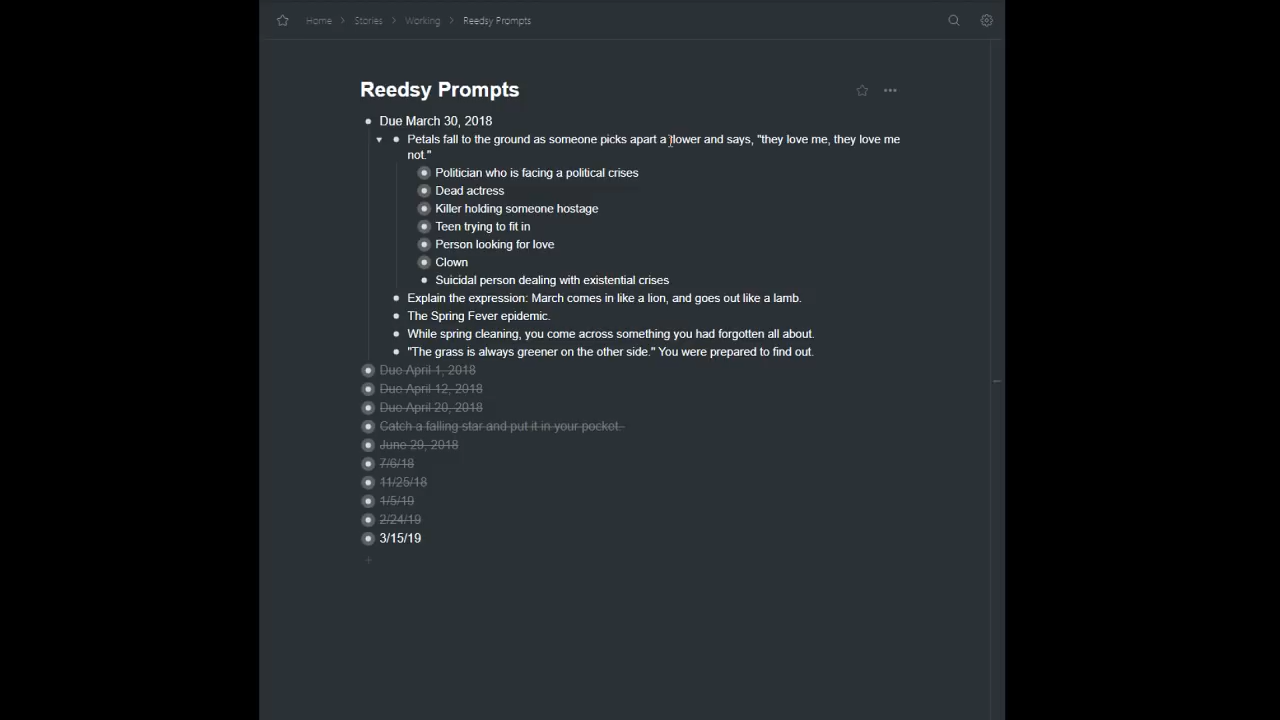 Home > Stories > Working > Reedsy Prompts
Reedsy Prompts
Due March 30, 2018
Petals fall to the ground as someone picks apart a flower and says, "they love me, they love me
not."
Politician who is facing a political crises
Dead actress
Killer holding someone hostage
Teen trying to fit in
Person looking for love
Clown
Suicidal person dealing with existential crises
Explain the expression: March comes in like a lion, and goes out like a lamb.
The Spring Fever epidemic.
While spring cleaning, you come across something you had forgotten all about.
"The grass is always greener on the other side." You were prepared to find out.
Due April 1, 2018
Due April 12, 2018
Due April 20, 2018
Catch a falling star and put it in your pocket.
June 29, 2018
7/6/18
11/25/18
1/5/19
2/24/19
3/15/19